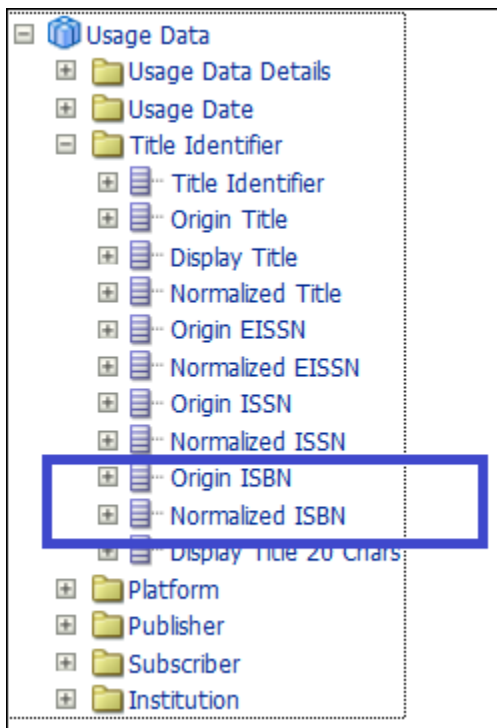 Usage Data
Usage Data Details
Usage Date
Title Identifier
Title Identifier
Origin Title
Display Title
Normalized Title
Origin EISSN
Normalized EISSN
Origin ISSN
Normalized ISSN
Origin ISBN
Normalized ISBN
Display Title 20 Chars
Platform
Publisher
Subscriber
Institution